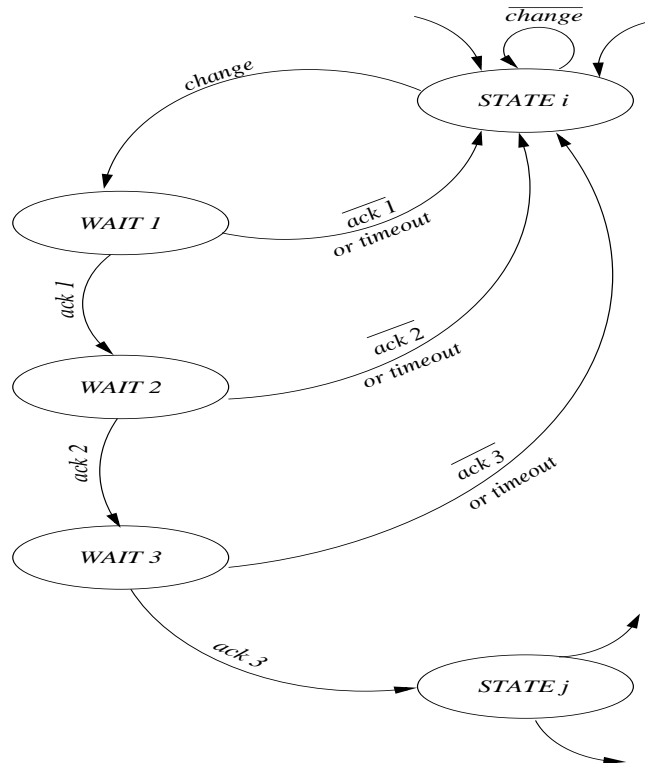 change
change
STATE i
WAIT 1
ack 1
or timeout
ack 1
ack 2
or timeout
WAIT 2
ack 2
ack 3
or timeout
WAIT 3
ack 3
STATE j